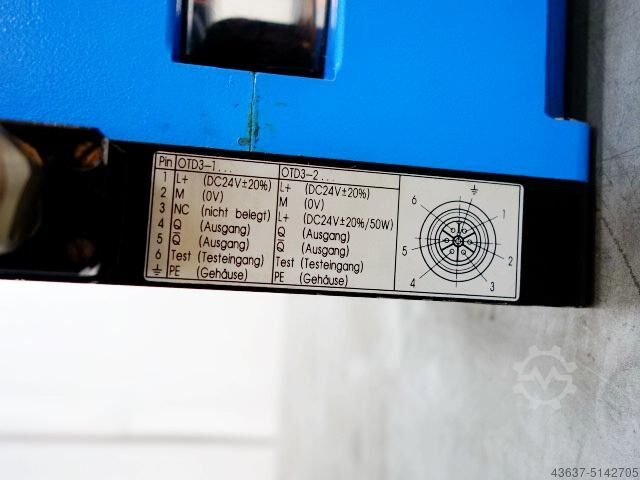 Pin OTD3-1... OTD3-2...
1 L+ (DC24V±20%) L+ (DC24V±20%)
2 M (0V) M (0V)
3 NC (nicht belegt) L+ (DC24V±20%/50W)
4 Q (Ausgang) Q (Ausgang)
5 Q̅ (Ausgang) Q̅ (Ausgang)
6 Test (Testeingang) Test (Testeingang)
⏚ PE (Gehäuse) PE (Gehäuse)
⏚
6 1
5 2
4 3
43637-5142705